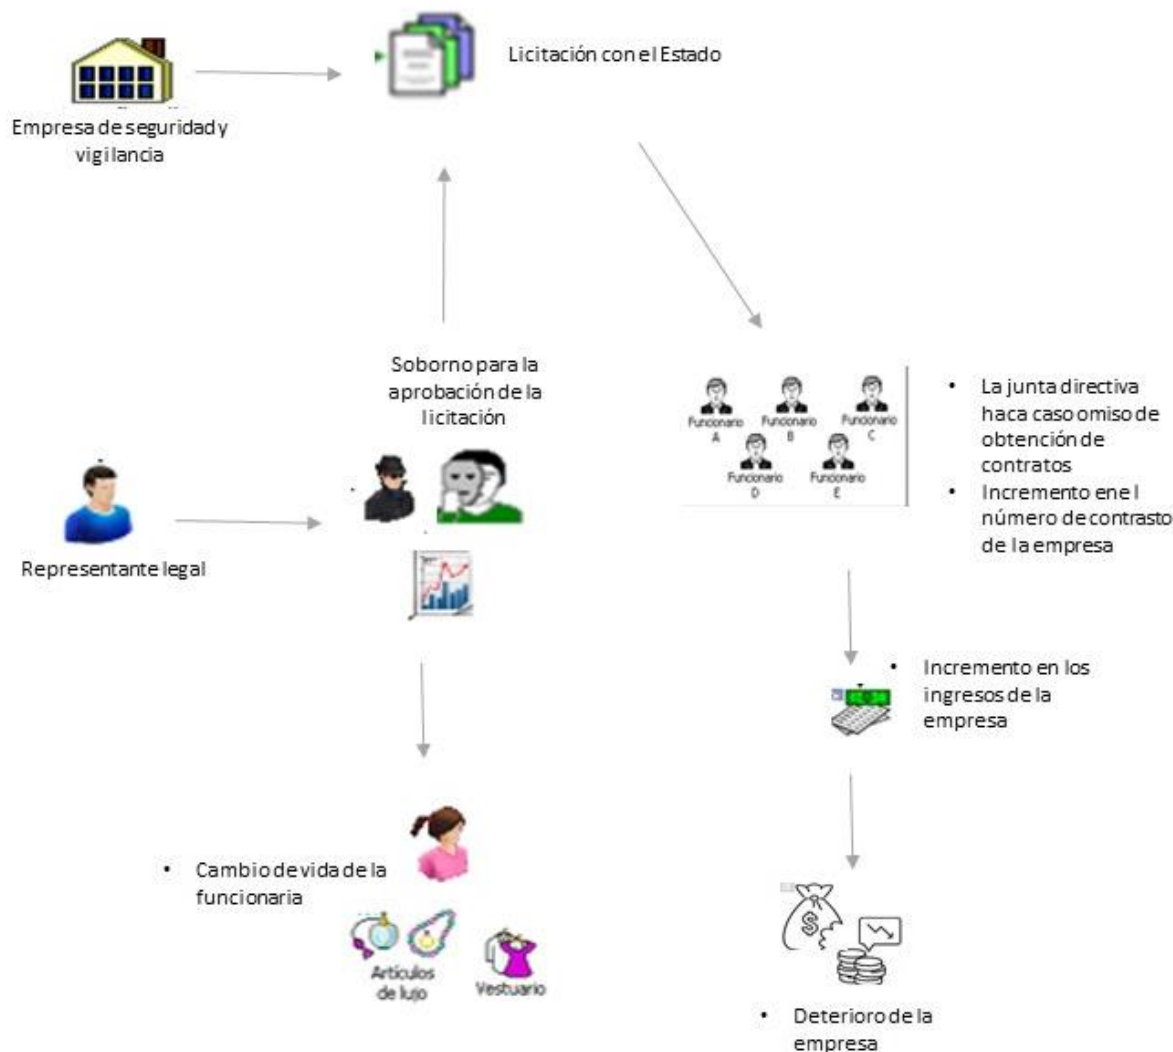 Licitación con el Estado
Empresa de seguridad y
vigilancia
Soborno para la
aprobación de la
licitación
Representante legal
Funcionario
A
Funcionario
B
Funcionario
C
Funcionario
D
Funcionario
E
• La junta directiva
haca caso omiso de
obtención de
contratos
• Incremento ene l
número de contrasto
de la empresa
• Incremento en los
ingresos de la
empresa
• Cambio de vida de la
funcionaria
Artículos
de lujo
Vestuario
$
• Deterioro de la
empresa